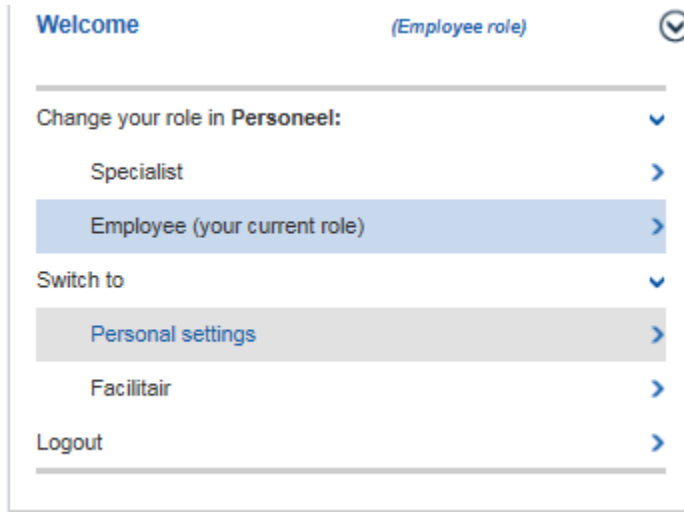 Welcome (Employee role)
Change your role in Personeel:
Specialist
Employee (your current role)
Switch to
Personal settings
Facilitair
Logout